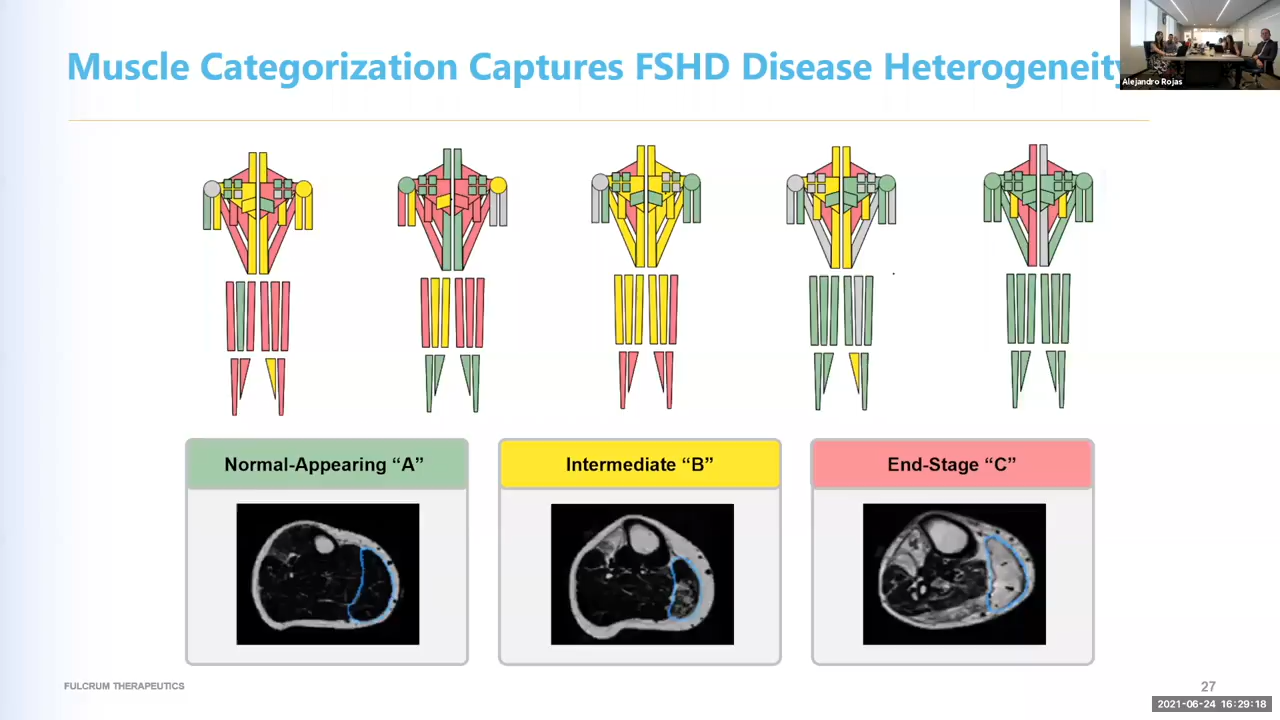 Muscle Categorization Captures FSHD Disease Heterogeneity
Alejandro Rojas
Normal-Appearing “A”
Intermediate “B”
End-Stage “C”
FULCRUM THERAPEUTICS
27
2021-06-24 16:29:18